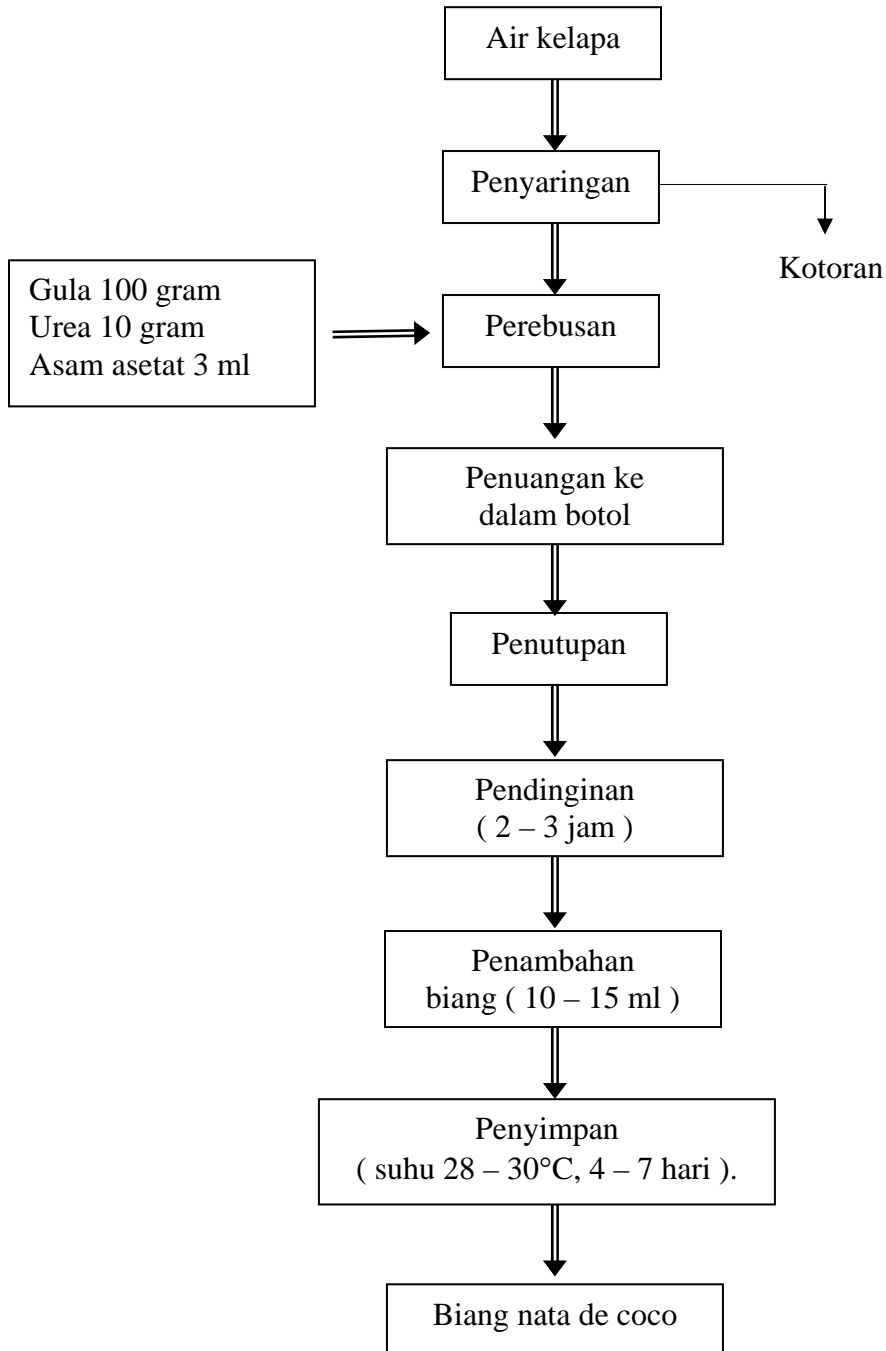 Air kelapa
Penyaringan
Kotoran
Gula 100 gram
Urea 10 gram
Asam asetat 3 ml
Perebusan
Penuangan ke
dalam botol
Penutupan
Pendinginan
( 2 – 3 jam )
Penambahan
biang ( 10 – 15 ml )
Penyimpan
( suhu 28 – 30°C, 4 – 7 hari ).
Biang nata de coco